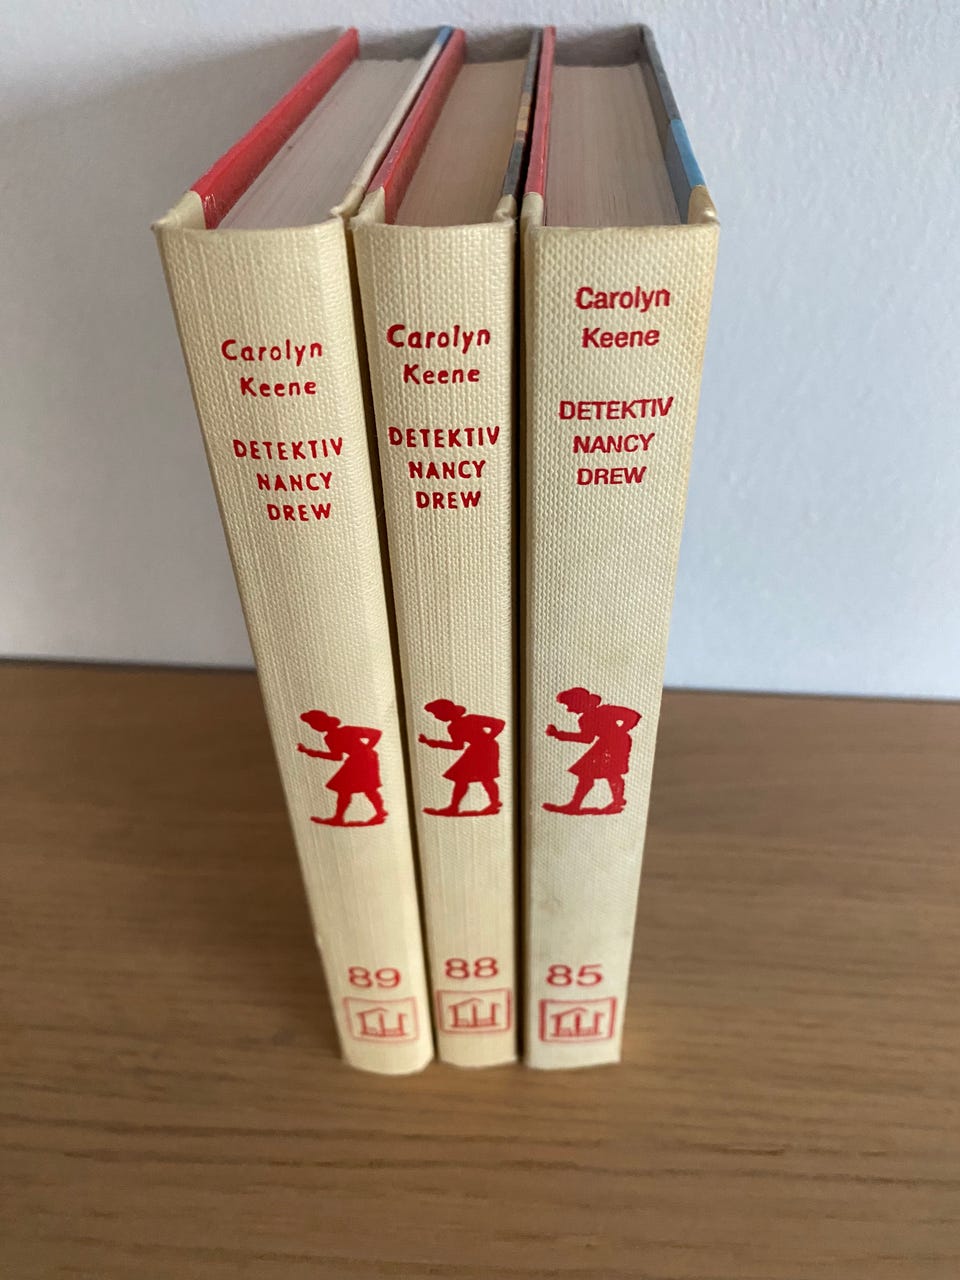 Carolyn
Keene
DETEKTIV
NANCY
DREW
89
Carolyn
Keene
DETEKTIV
NANCY
DREW
88
Carolyn
Keene
DETEKTIV
NANCY
DREW
85